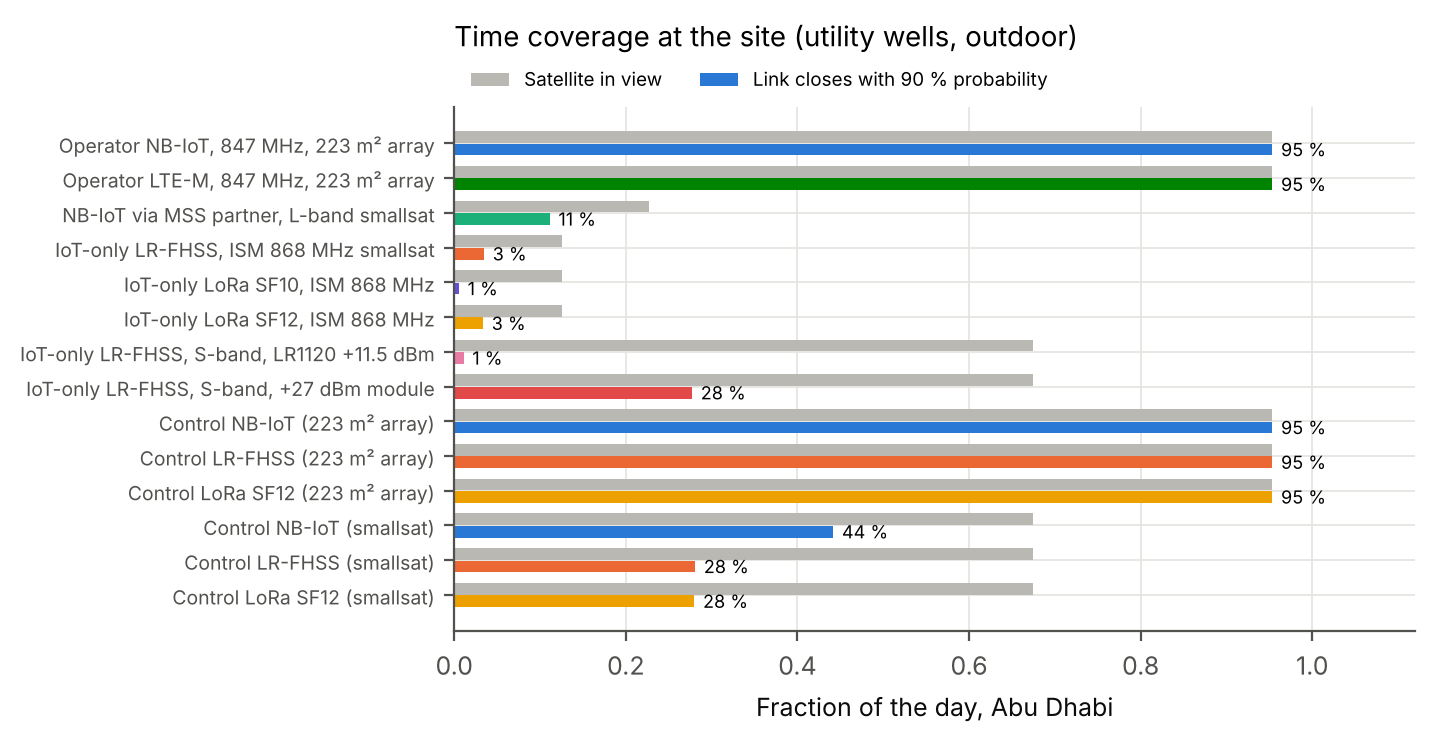 Time coverage at the site (utility wells, outdoor)
Satellite in view Link closes with 90 % probability
Operator NB-IoT, 847 MHz, 223 m² array 95 %
Operator LTE-M, 847 MHz, 223 m² array 95 %
NB-IoT via MSS partner, L-band smallsat 11 %
IoT-only LR-FHSS, ISM 868 MHz smallsat 3 %
IoT-only LoRa SF10, ISM 868 MHz 1 %
IoT-only LoRa SF12, ISM 868 MHz 3 %
IoT-only LR-FHSS, S-band, LR1120 +11.5 dBm 1 %
IoT-only LR-FHSS, S-band, +27 dBm module 28 %
Control NB-IoT (223 m² array) 95 %
Control LR-FHSS (223 m² array) 95 %
Control LoRa SF12 (223 m² array) 95 %
Control NB-IoT (smallsat) 44 %
Control LR-FHSS (smallsat) 28 %
Control LoRa SF12 (smallsat) 28 %
0.0 0.2 0.4 0.6 0.8 1.0
Fraction of the day, Abu Dhabi